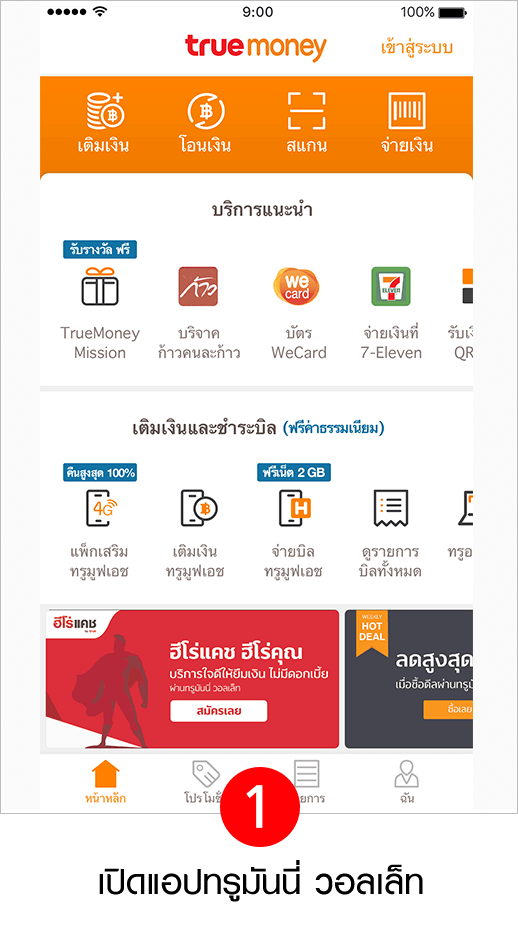 9:00
100%
truemoney
เข้าสู่ระบบ
เติมเงิน
โอนเงิน
สแกน
จ่ายเงิน
บริการแนะนำ
รับรางวัล ฟรี
TrueMoney
Mission
ก้าว
บริจาค
ก้าวคนละก้าว
we
card
บัตร
WeCard
7
ELEVEN
จ่ายเงินที่
7-Eleven
รับเงิ
QR
เติมเงินและชำระบิล (ฟรีค่าธรรมเนียม)
คืนสูงสุด 100%
4G
แพ็กเสริม
ทรูมูฟเอช
เติมเงิน
ทรูมูฟเอช
ฟรีเน็ต 2 GB
H
จ่ายบิล
ทรูมูฟเอช
ดูรายการ
บิลทั้งหมด
ทรูอ
ฮีโร่แคช
ฮีโร่แคช ฮีโร่คุณ
บริการใจดีให้ยืมเงิน ไม่มีดอกเบี้ย
ผ่านทรูมันนี่ วอลเล็ท
สมัครเลย
WEEKLY
HOT
DEAL
ลดสูงสุด
เมื่อซื้อดีลผ่านทรูมั
ซื้อเลย
หน้าหลัก
โปรโมชั่
ยการ
ฉัน
1
เปิดแอปทรูมันนี่ วอลเล็ท